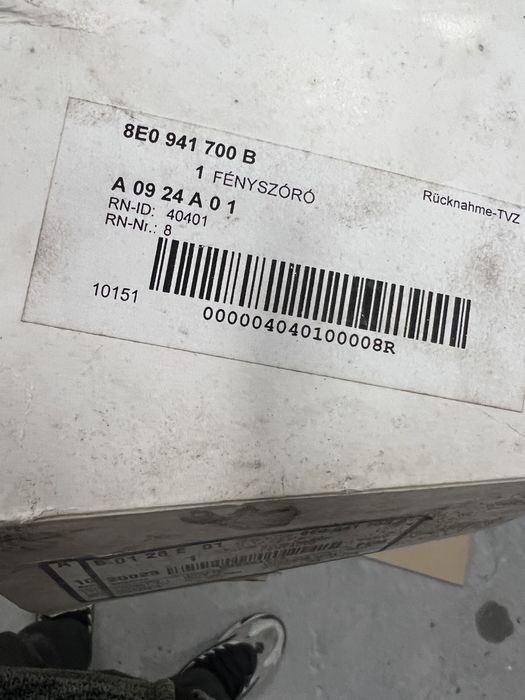 8E0 941 700 B
1 FÉNYSZÓRÓ
Rücknahme-TVZ
A 09 24 A 0 1
RN-ID: 40401
RN-Nr.: 8
10151
000004040100008R